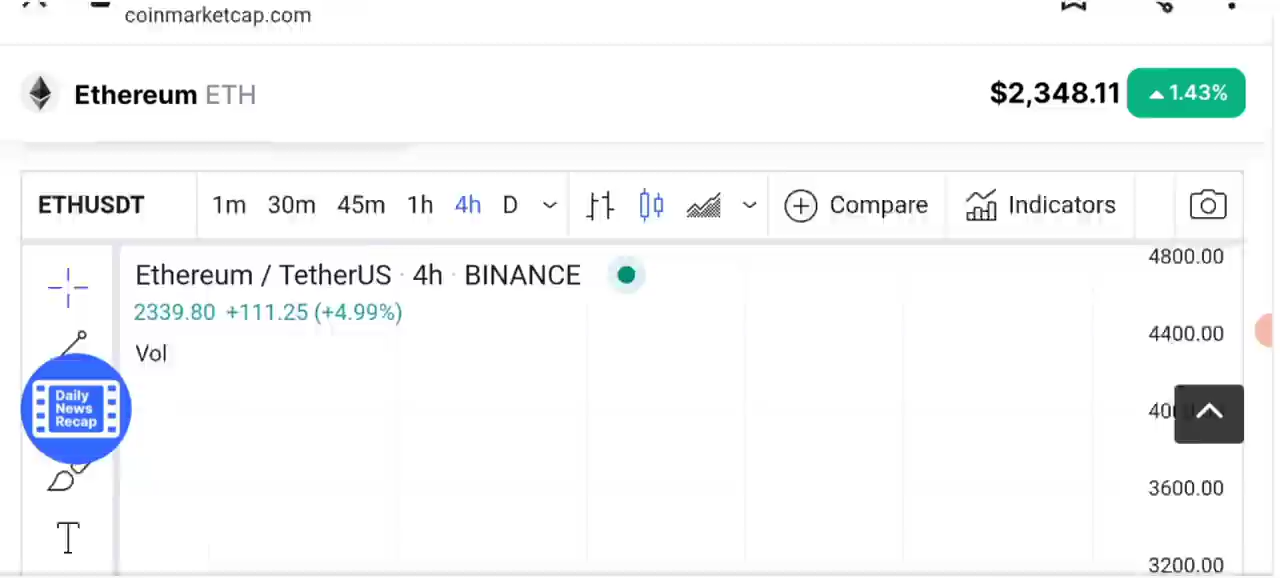 coinmarketcap.com
Ethereum ETH
$2,348.11
1.43%
ETHUSDT 1m 30m 45m 1h 4h D Compare Indicators
Ethereum / TetherUS · 4h · BINANCE
2339.80 +111.25 (+4.99%)
Vol
Daily
News
Recap
T
4800.00
4400.00
3600.00
3200.00